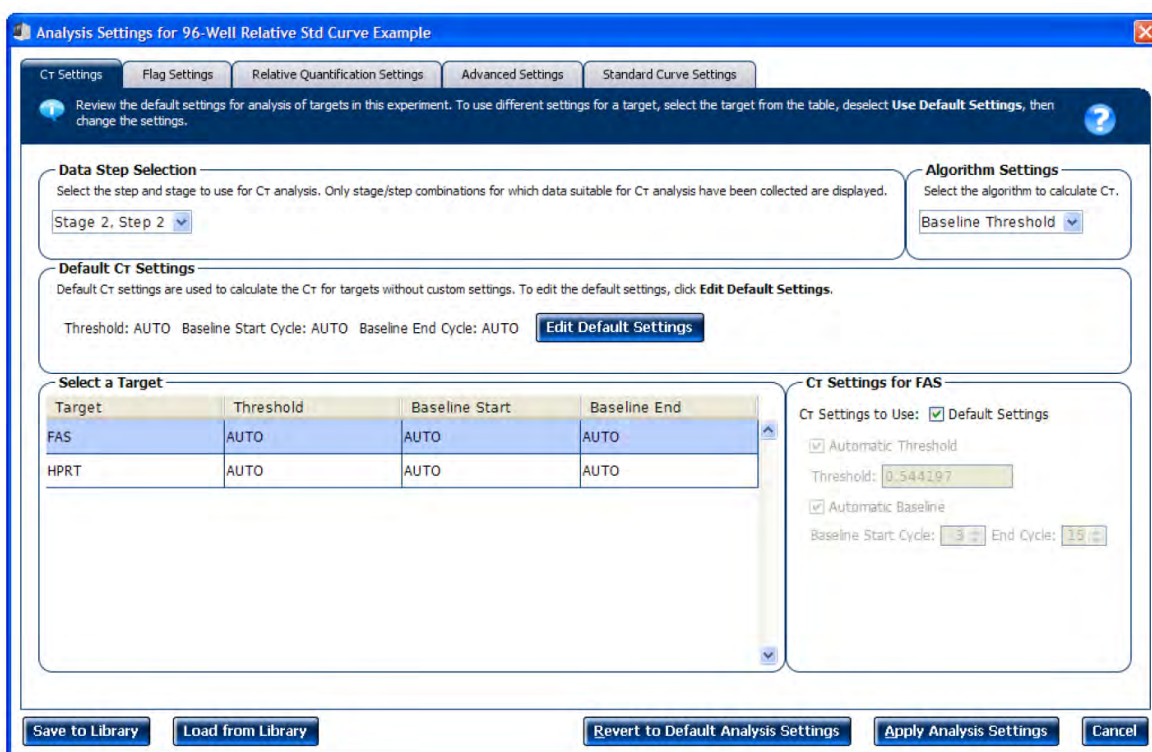 Analysis Settings for 96-Well Relative Std Curve Example
Cт Settings
Flag Settings
Relative Quantification Settings
Advanced Settings
Standard Curve Settings
Review the default settings for analysis of targets in this experiment. To use different settings for a target, select the target from the table, deselect Use Default Settings, then
change the settings.
Data Step Selection
Select the step and stage to use for Cт analysis. Only stage/step combinations for which data suitable for Cт analysis have been collected are displayed.
Stage 2, Step 2
Algorithm Settings
Select the algorithm to calculate Cт.
Baseline Threshold
Default Cт Settings
Default Cт settings are used to calculate the Cт for targets without custom settings. To edit the default settings, click Edit Default Settings.
Threshold: AUTO Baseline Start Cycle: AUTO Baseline End Cycle: AUTO Edit Default Settings
Select a Target
Target Threshold Baseline Start Baseline End
FAS AUTO AUTO AUTO
HPRT AUTO AUTO AUTO
Cт Settings for FAS
Cт Settings to Use: Default Settings
Automatic Threshold
Threshold: 0.544197
Automatic Baseline
Baseline Start Cycle: 3 End Cycle: 15
Save to Library
Load from Library
Revert to Default Analysis Settings
Apply Analysis Settings
Cancel